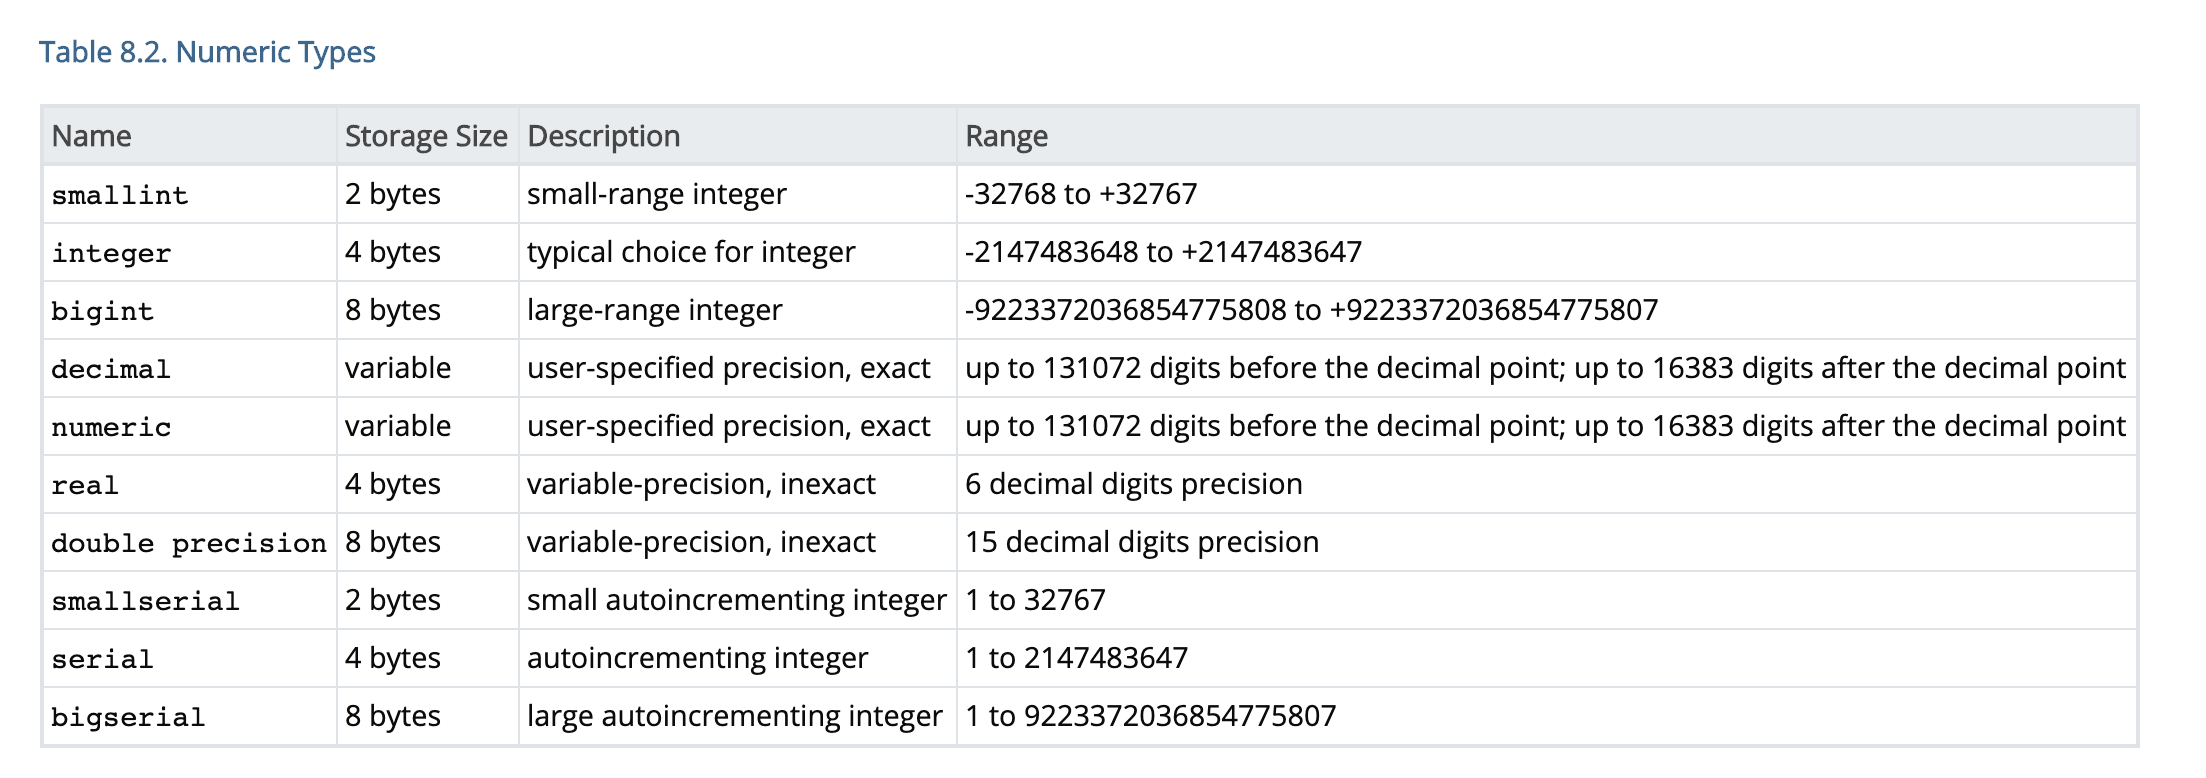 Table 8.2. Numeric Types
Name Storage Size Description Range
smallint 2 bytes small-range integer -32768 to +32767
integer 4 bytes typical choice for integer -2147483648 to +2147483647
bigint 8 bytes large-range integer -9223372036854775808 to +9223372036854775807
decimal variable user-specified precision, exact up to 131072 digits before the decimal point; up to 16383 digits after the decimal point
numeric variable user-specified precision, exact up to 131072 digits before the decimal point; up to 16383 digits after the decimal point
real 4 bytes variable-precision, inexact 6 decimal digits precision
double precision 8 bytes variable-precision, inexact 15 decimal digits precision
smallserial 2 bytes small autoincrementing integer 1 to 32767
serial 4 bytes autoincrementing integer 1 to 2147483647
bigserial 8 bytes large autoincrementing integer 1 to 9223372036854775807